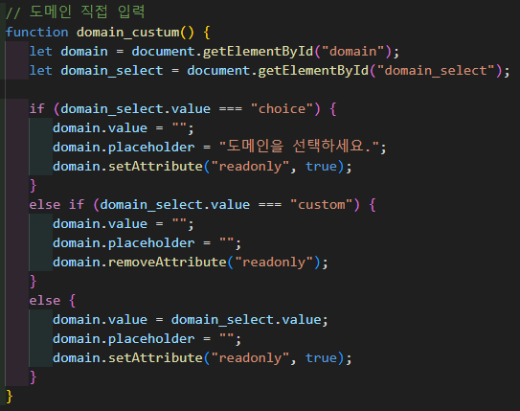 // 도메인 직접 입력
function domain_custum() {
let domain = document.getElementById("domain");
let domain_select = document.getElementById("domain_select");
if (domain_select.value === "choice") {
domain.value = "";
domain.placeholder = "도메인을 선택하세요.";
domain.setAttribute("readonly", true);
}
else if (domain_select.value === "custom") {
domain.value = "";
domain.placeholder = "";
domain.removeAttribute("readonly");
}
else {
domain.value = domain_select.value;
domain.placeholder = "";
domain.setAttribute("readonly", true);
}
}